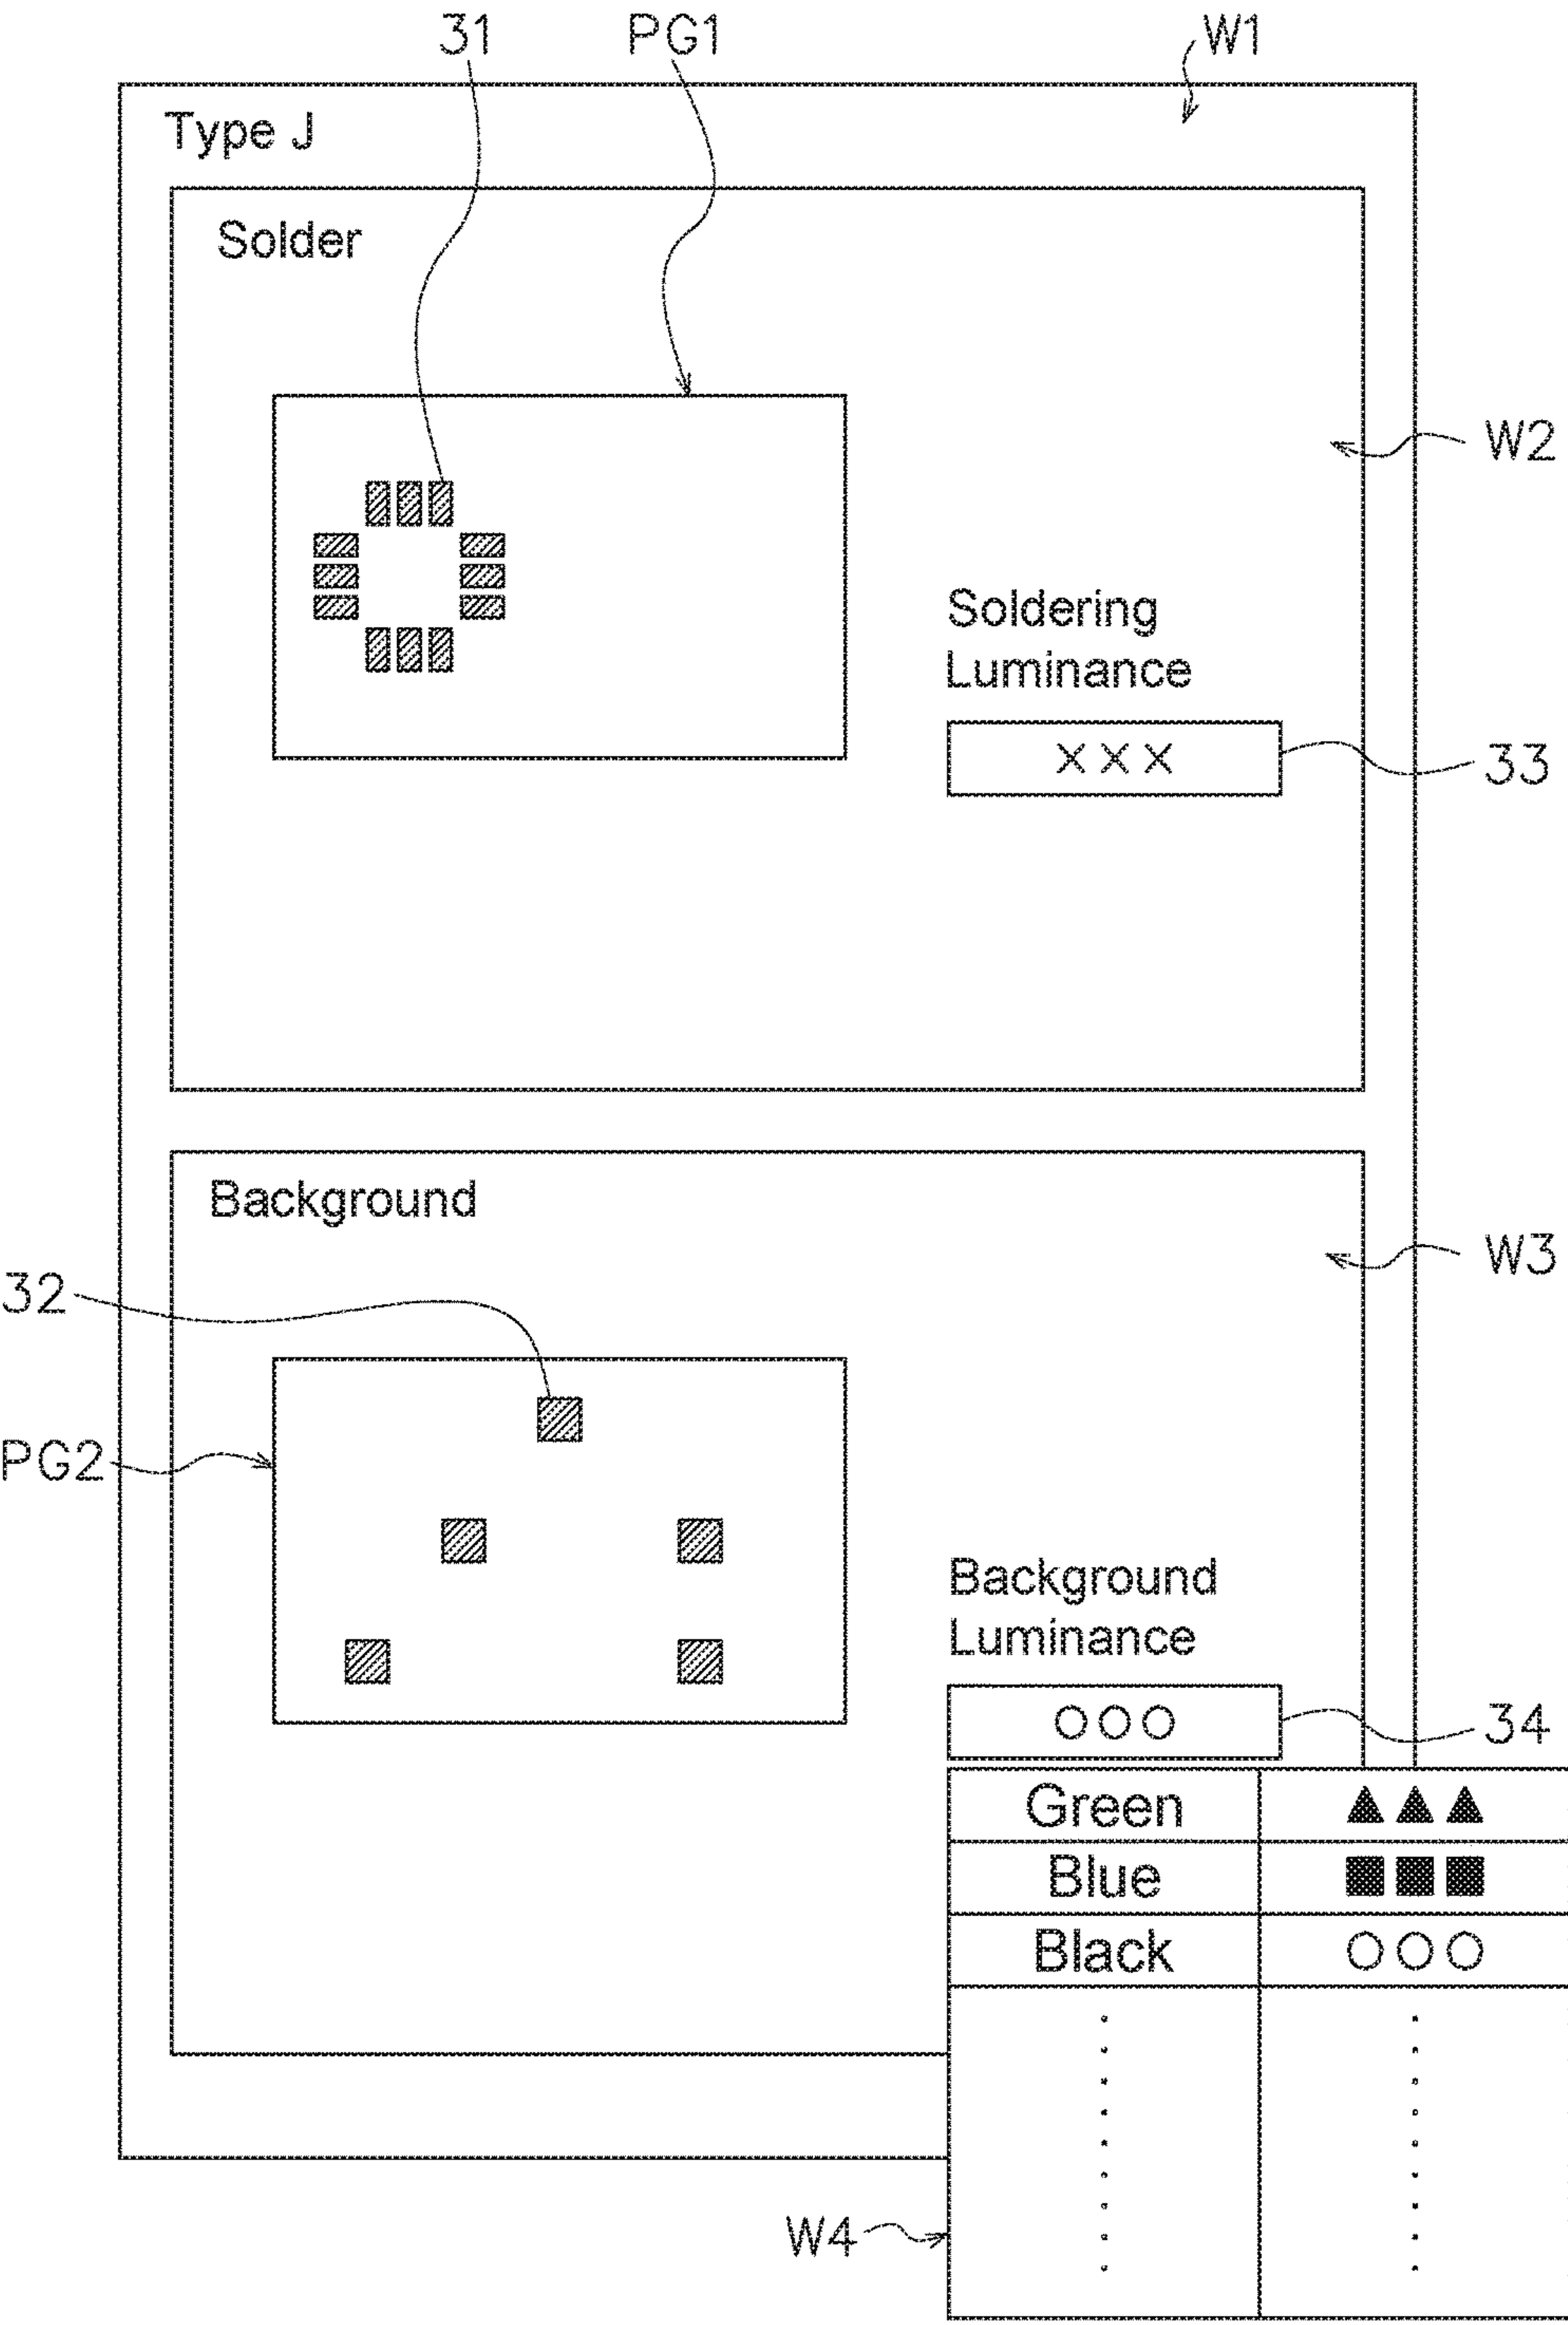 31 PG1 W1
Type J
Solder
W2
Soldering
Luminance
XXX 33
Background
W3
32
PG2
Background
Luminance
○○○ 34
Green ▲▲▲
Blue ■■■
Black ○○○
W4